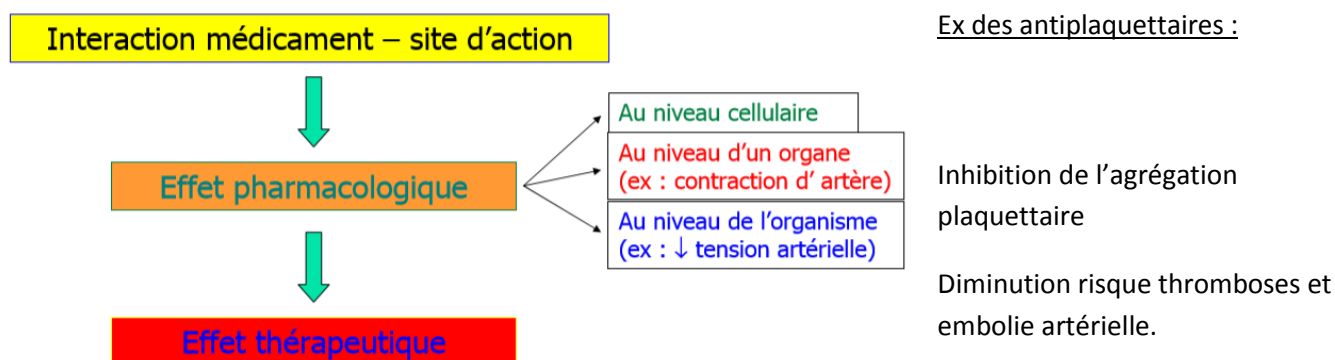 Interaction médicament – site d'action
Ex des antiplaquettaires :
Au niveau cellulaire
Au niveau d'un organe
(ex : contraction d' artère)
Effet pharmacologique
Au niveau de l'organisme
(ex : ↓ tension artérielle)
Inhibition de l'agrégation
plaquettaire
Effet thérapeutique
Diminution risque thromboses et
embolie artérielle.